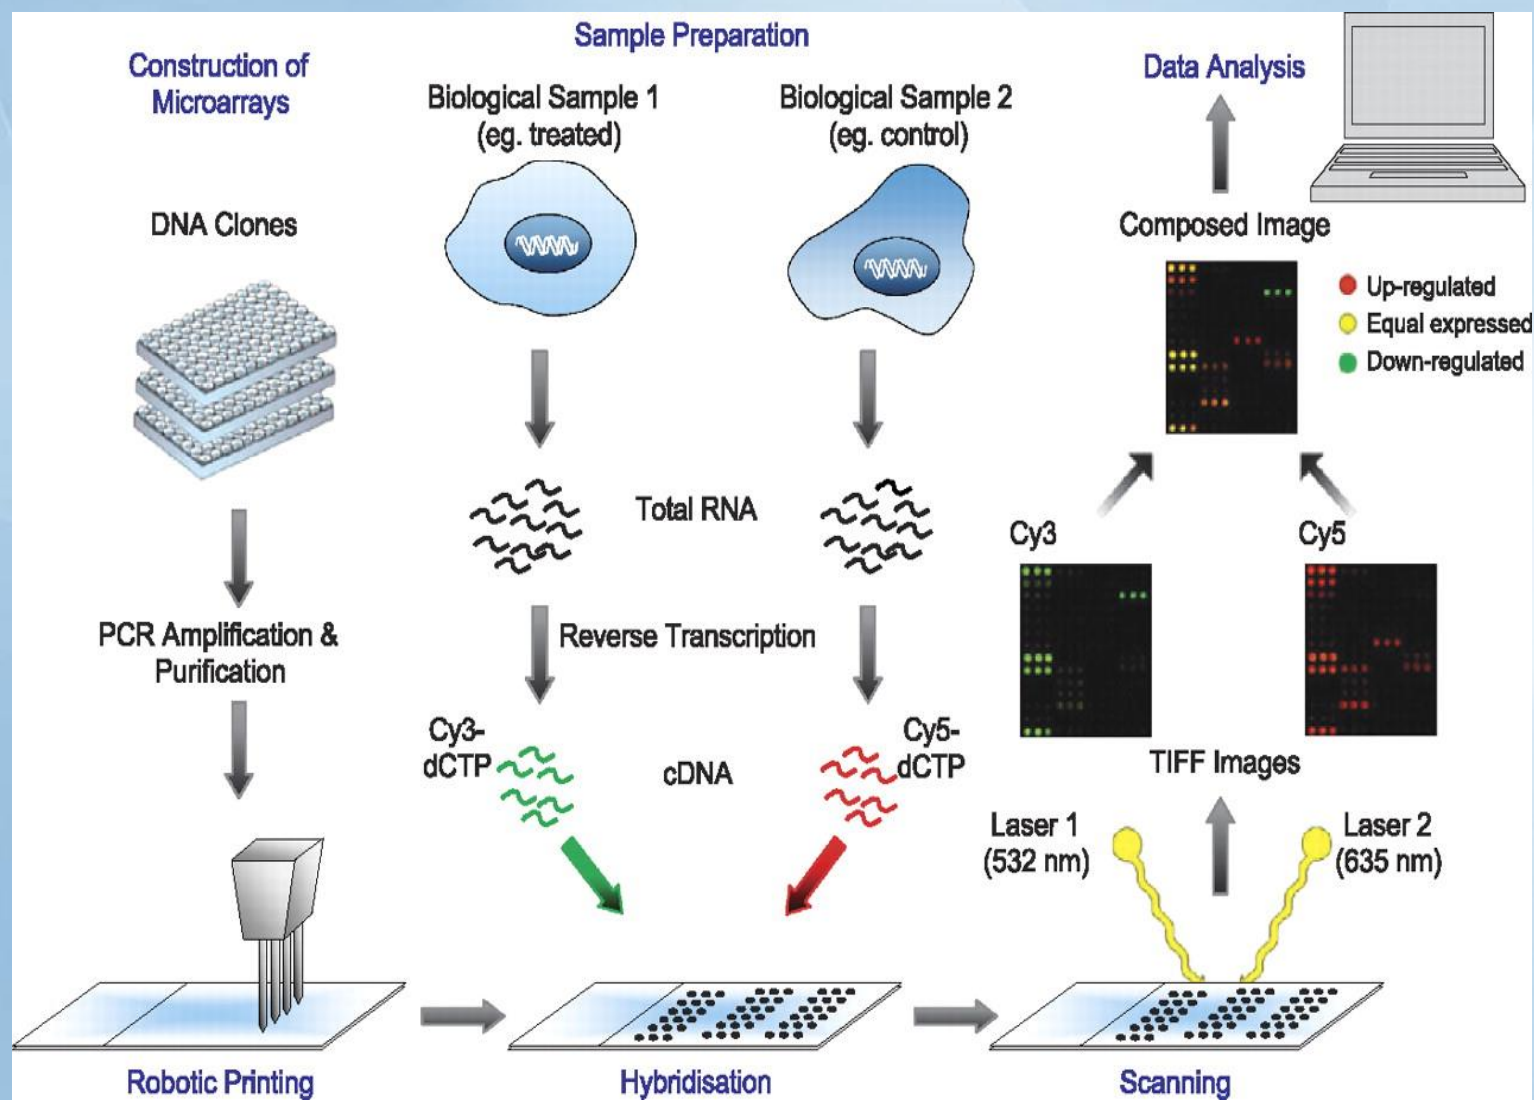 Construction of
Microarrays
DNA Clones
PCR Amplification &
Purification
Robotic Printing
Sample Preparation
Biological Sample 1
(eg. treated)
Biological Sample 2
(eg. control)
Total RNA
Reverse Transcription
Cy3-
dCTP
cDNA
Cy5-
dCTP
Hybridisation
Data Analysis
Composed Image
Up-regulated
Equal expressed
Down-regulated
Cy3
Cy5
TIFF Images
Laser 1
(532 nm)
Laser 2
(635 nm)
Scanning